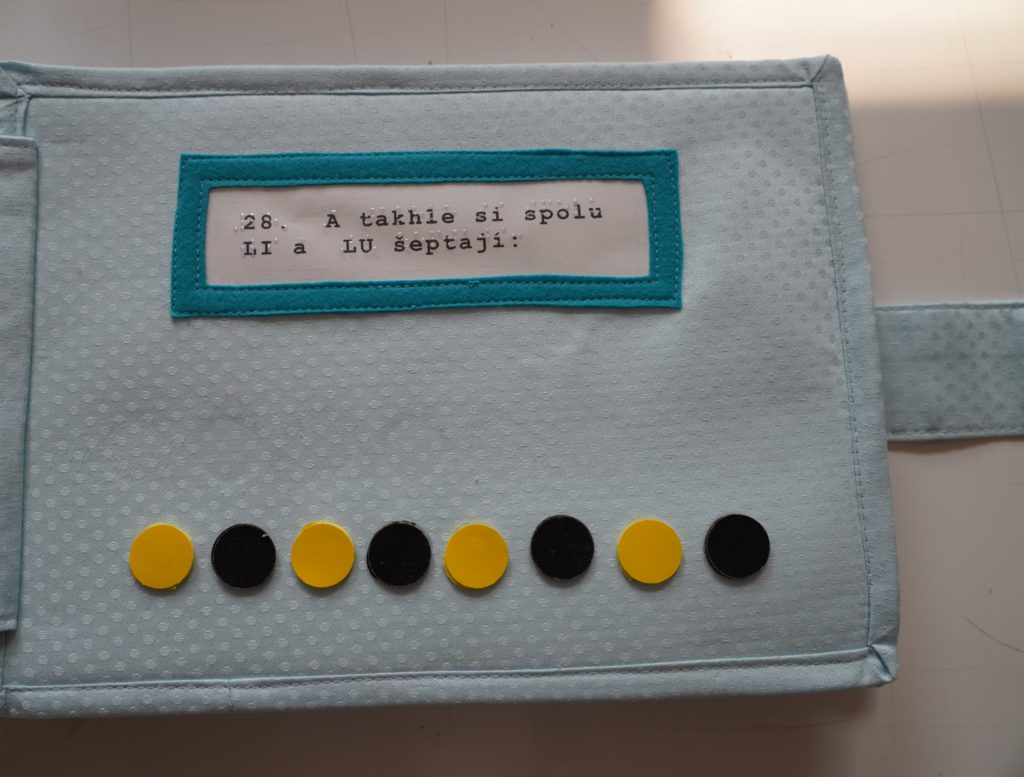 28. A takhle si spolu
LI a LU šeptají: